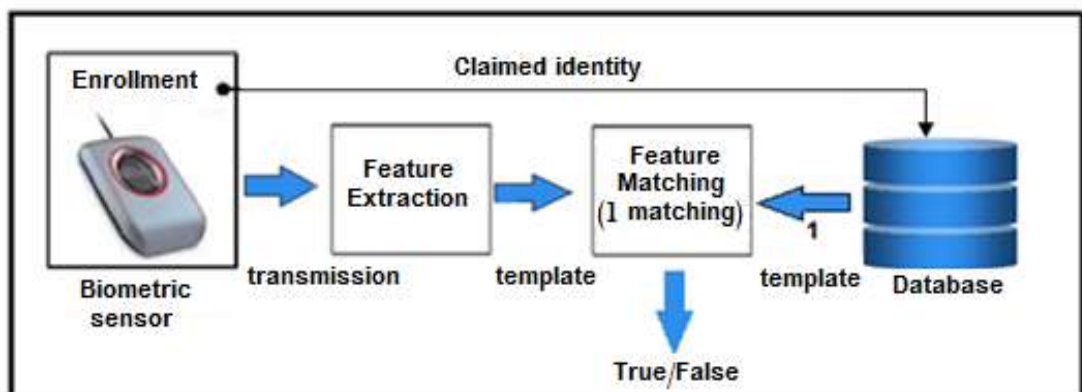 Enrollment
Claimed identity
Feature
Extraction
Feature
Matching
(1 matching)
1
transmission
template
template
Biometric
sensor
Database
True/False